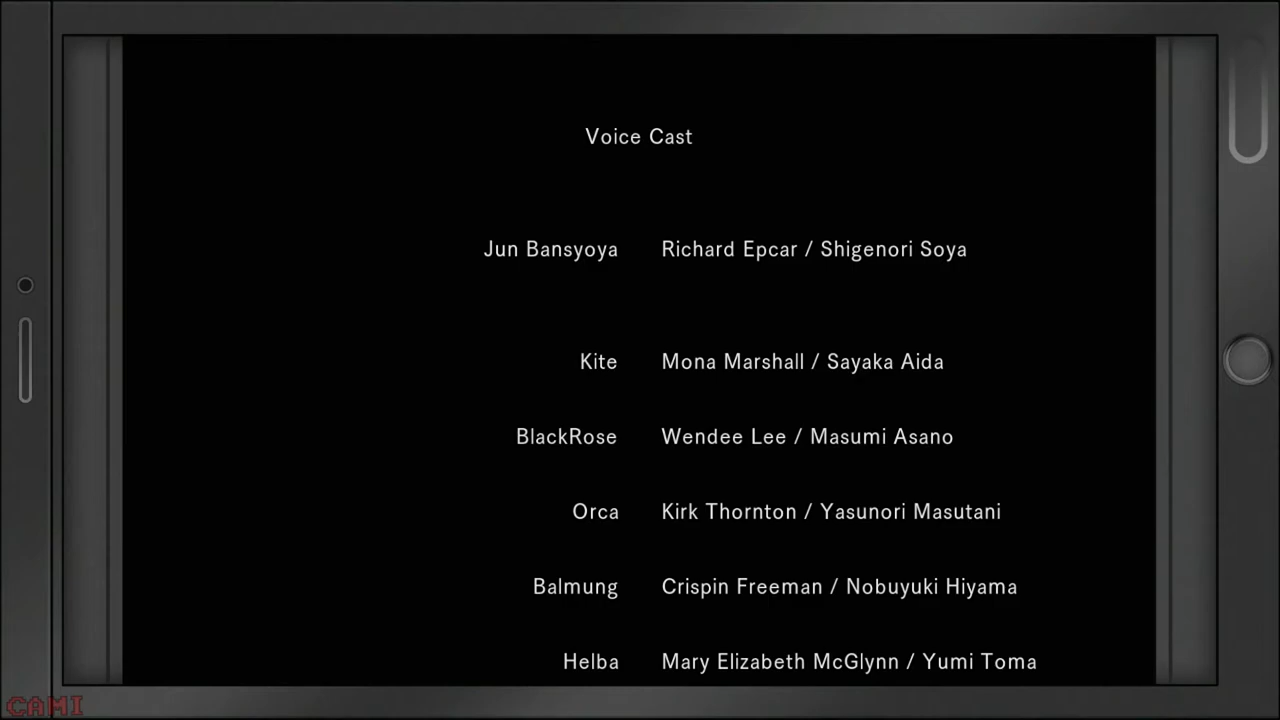 Voice Cast
Jun Bansyoya Richard Epcar / Shigenori Soya
Kite Mona Marshall / Sayaka Aida
BlackRose Wendee Lee / Masumi Asano
Orca Kirk Thornton / Yasunori Masutani
Balmung Crispin Freeman / Nobuyuki Hiyama
Helba Mary Elizabeth McGlynn / Yumi Toma
CAMI